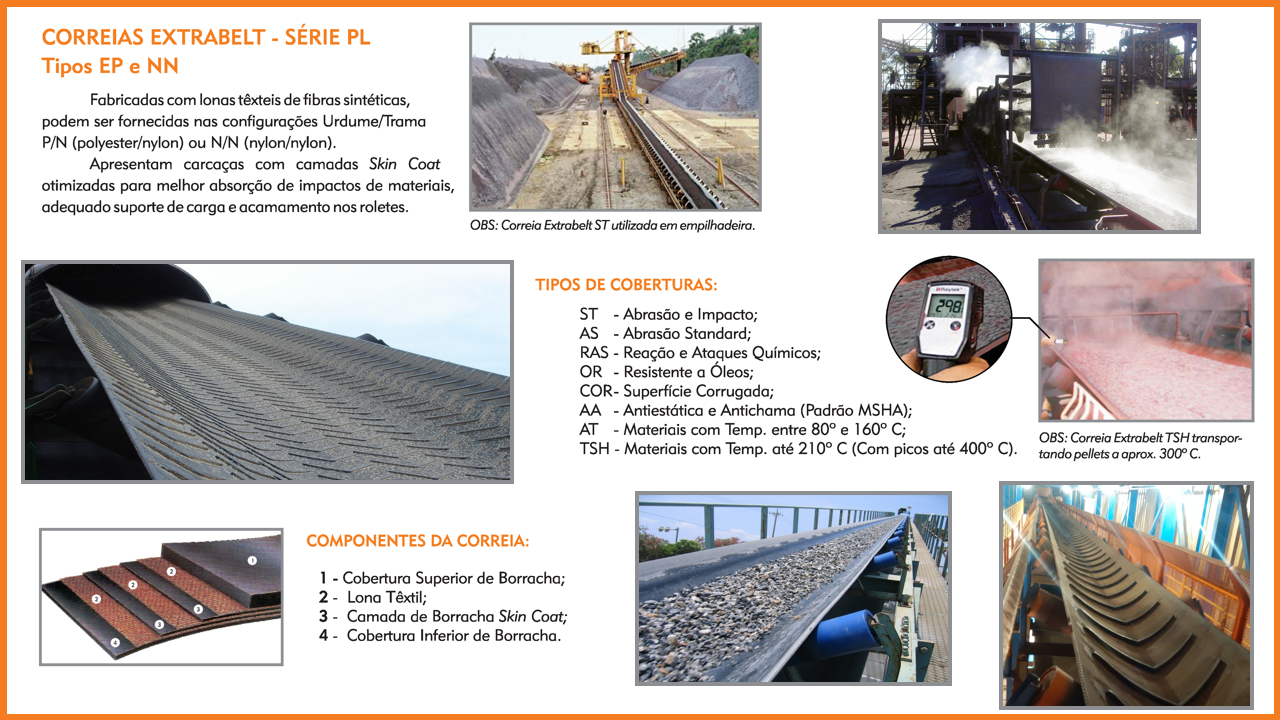 CORREIAS EXTRABELT - SÉRIE PL
Tipos EP e NN
Fabricadas com lonas têxteis de fibras sintéticas,
podem ser fornecidas nas configurações Urdume/Trama
P/N (polyester/nylon) ou N/N (nylon/nylon).
Apresentam carcaças com camadas Skin Coat
otimizadas para melhor absorção de impactos de materiais,
adequado suporte de carga e acamamento nos roletes.
OBS: Correia Extrabelt ST utilizada em empilhadeira.
TIPOS DE COBERTURAS:
ST - Abrasão e Impacto;
AS - Abrasão Standard;
RAS - Reação e Ataques Químicos;
OR - Resistente a Óleos;
COR- Superfície Corrugada;
AA - Antiestática e Antichama (Padrão MSHA);
AT - Materiais com Temp. entre 80º e 160º C;
TSH - Materiais com Temp. até 210º C (Com picos até 400º C).
Raytek
298
OBS: Correia Extrabelt TSH transpor-
tando pellets a aprox. 300º C.
COMPONENTES DA CORREIA:
1 - Cobertura Superior de Borracha;
2 - Lona Têxtil;
3 - Camada de Borracha Skin Coat;
4 - Cobertura Inferior de Borracha.
1
2
2
2
3
3
4